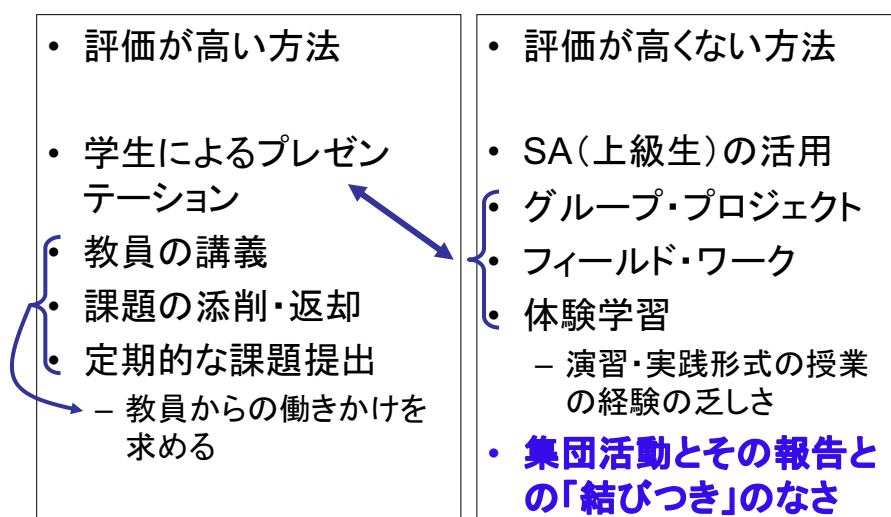 • 評価が高い方法
• 学生によるプレゼン
テーション
• 教員の講義
• 課題の添削・返却
• 定期的な課題提出
– 教員からの働きかけを
求める
• 評価が高くない方法
• SA(上級生)の活用
• グループ・プロジェクト
• フィールド・ワーク
• 体験学習
– 演習・実践形式の授業
の経験の乏しさ
• 集団活動とその報告と
の「結びつき」のなさ